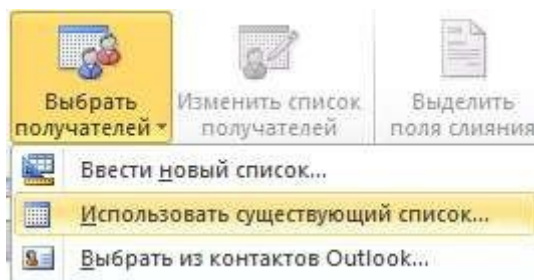 Выбрать Изменить список Выделить
получателей получателей поля слияния
Ввести новый список...
Использовать существующий список...
Выбрать из контактов Outlook...